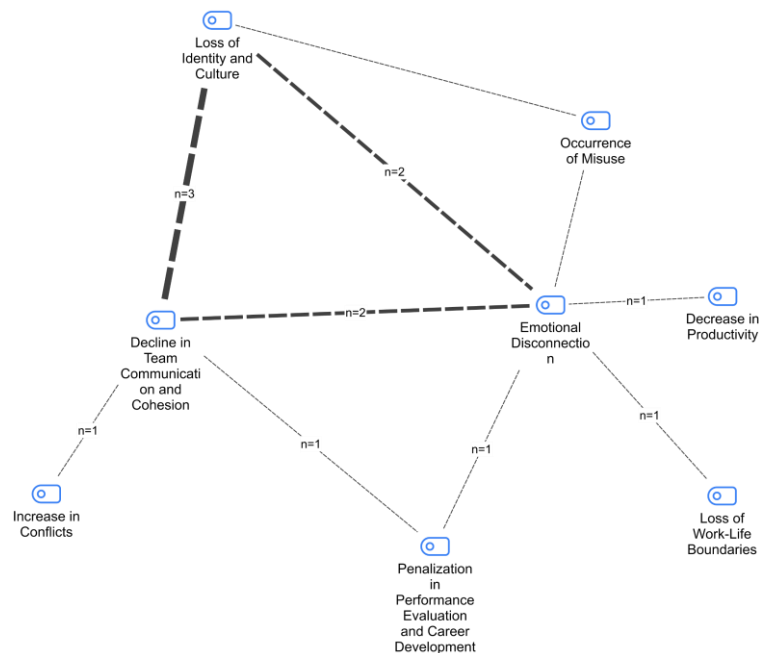 Loss of
Identity and
Culture
Occurrence
of Misuse
n=2
n=3
n=1
Decrease in
Productivity
n=2
Emotional
Disconnectio
n
Decline in
Team
Communicati
on and
Cohesion
n=1
n=1
n=1
n=1
Increase in
Conflicts
Loss of
Work-Life
Boundaries
Penalization
in
Performance
Evaluation
and Career
Development